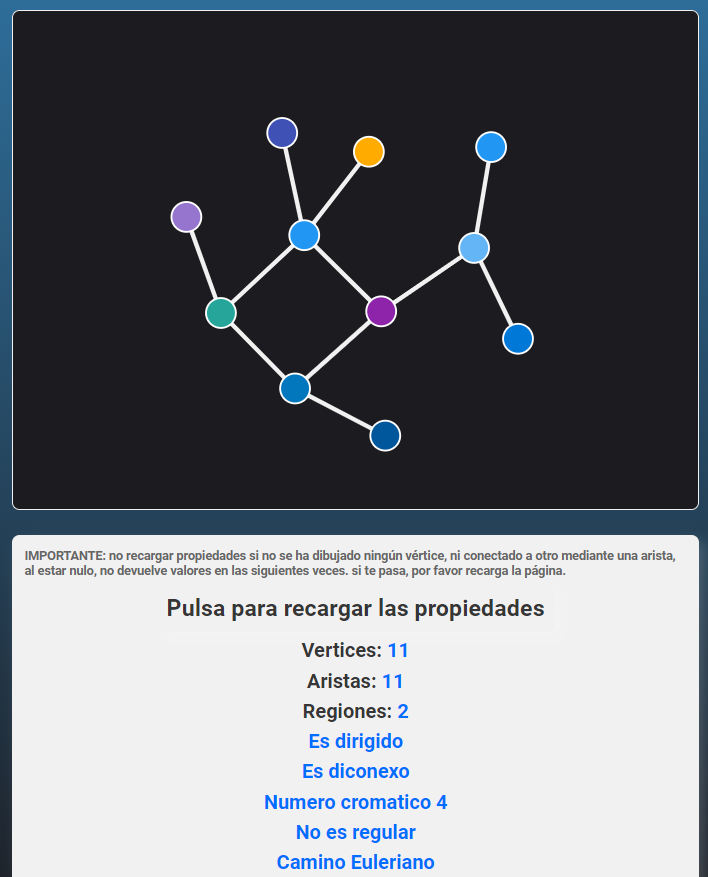 IMPORTANTE: no recargar propiedades si no se ha dibujado ningún vértice, ni conectado a otro mediante una arista,
al estar nulo, no devuelve valores en las siguientes veces. si te pasa, por favor recarga la página.
Pulsa para recargar las propiedades
Vertices: 11
Aristas: 11
Regiones: 2
Es dirigido
Es diconexo
Numero cromatico 4
No es regular
Camino Euleriano